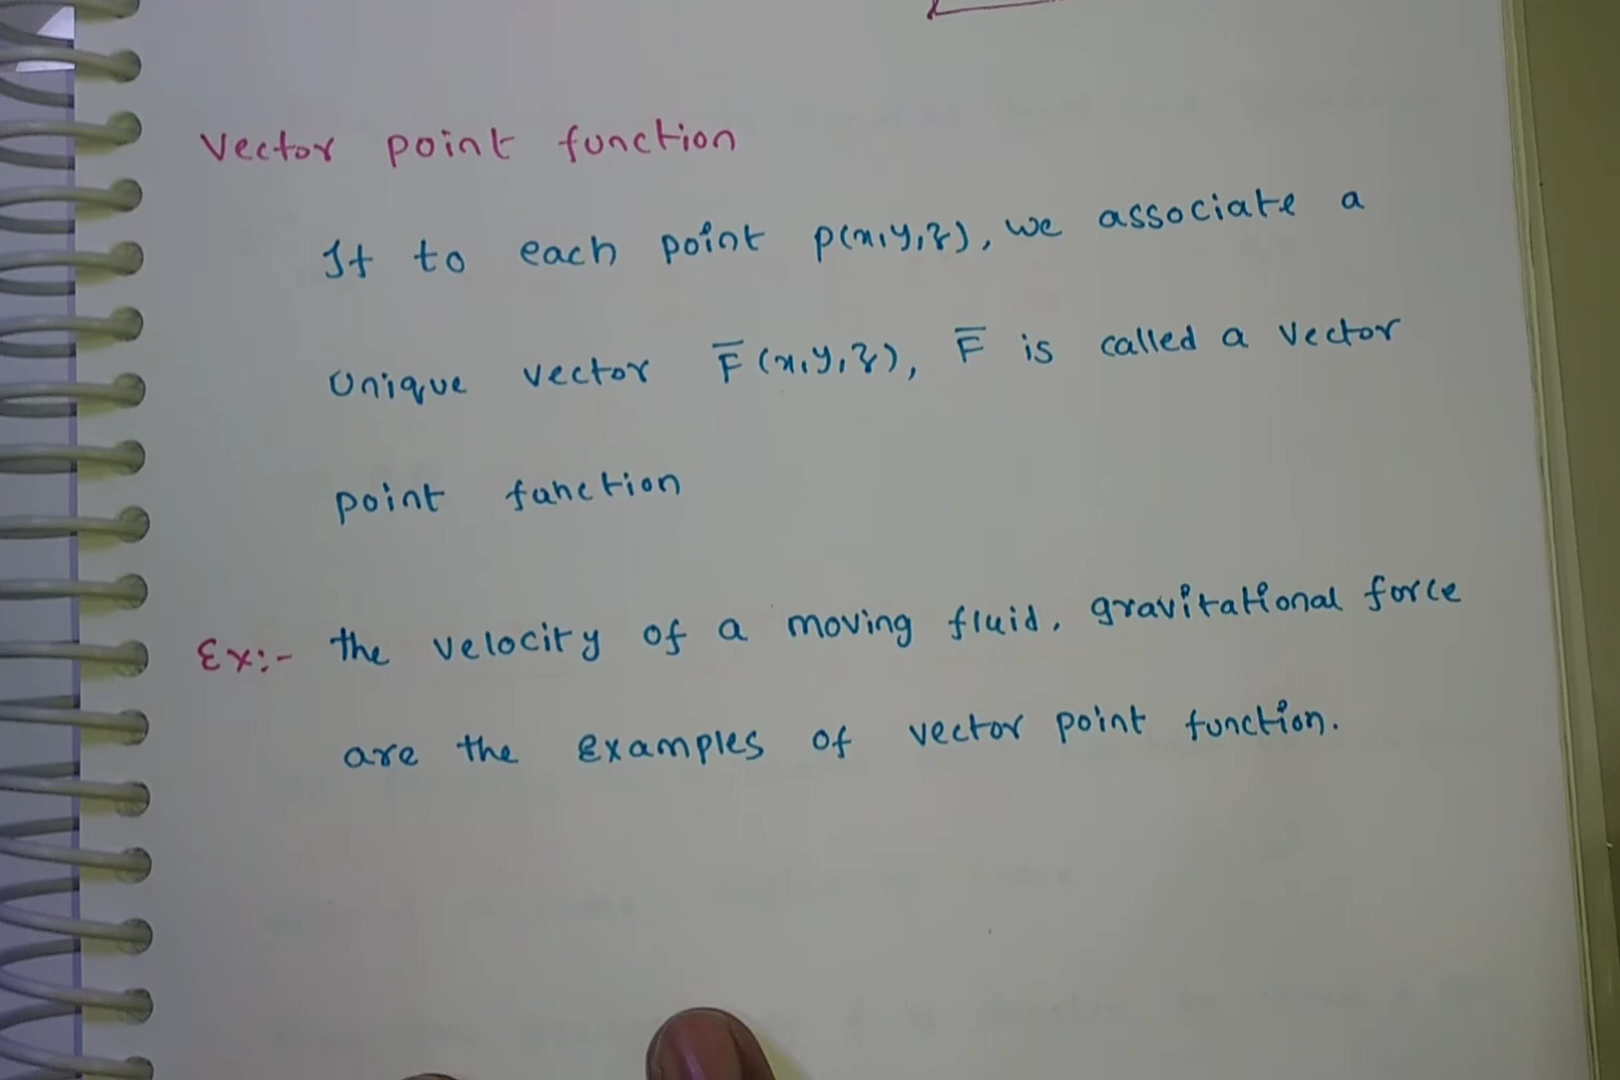 Vector point function
If to each point P(x,y,z), we associate a
Unique vector F̅(x,y,z), F̅ is called a vector
point function
Ex:- the velocity of a moving fluid, gravitational force
are the examples of vector point function.